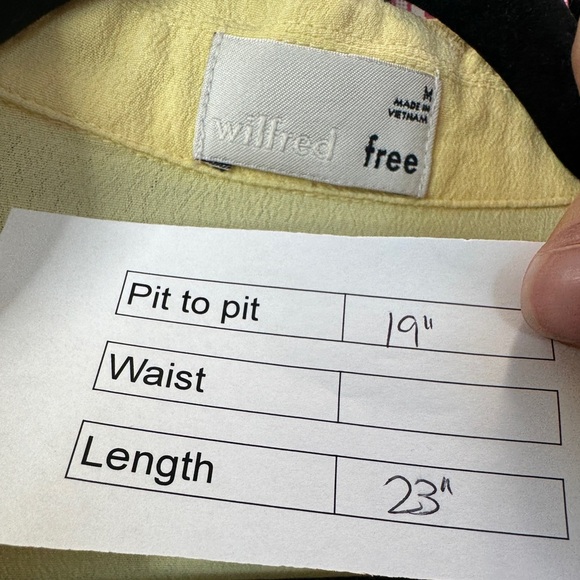 M
MADE IN
VIETNAM
wilfred
free
Pit to pit 19"
Waist
Length 23"